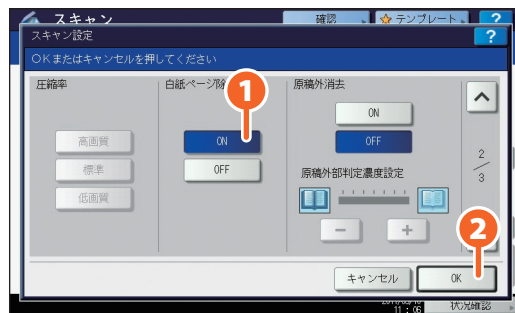 スキャン
確認
テンプレート
?
スキャン設定
?
OKまたはキャンセルを押してください
圧縮率
白紙ページ除
原稿外消去
1
高画質
標準
低画質
ON
OFF
ON
OFF
原稿外部判定濃度設定
2
3
－
＋
2
キャンセル
OK
11：06
状況確認